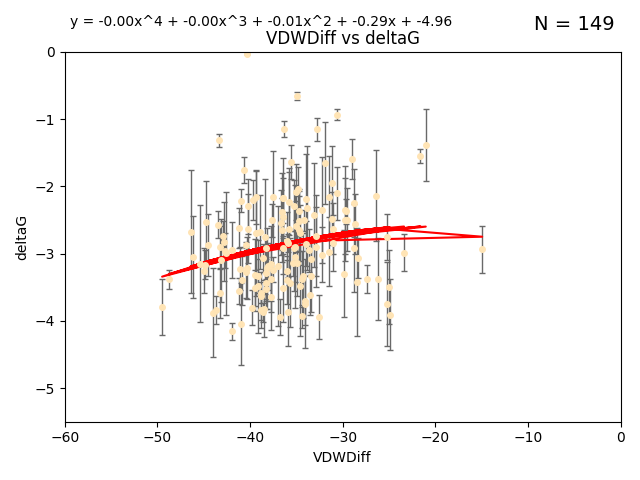 y = -0.00x^4 + -0.00x^3 + -0.01x^2 + -0.29x + -4.96
N = 149
VDWDiff vs deltaG
0
−1
−2
−3
−4
−5
deltaG
−60 −50 −40 −30 −20 −10 0
VDWDiff